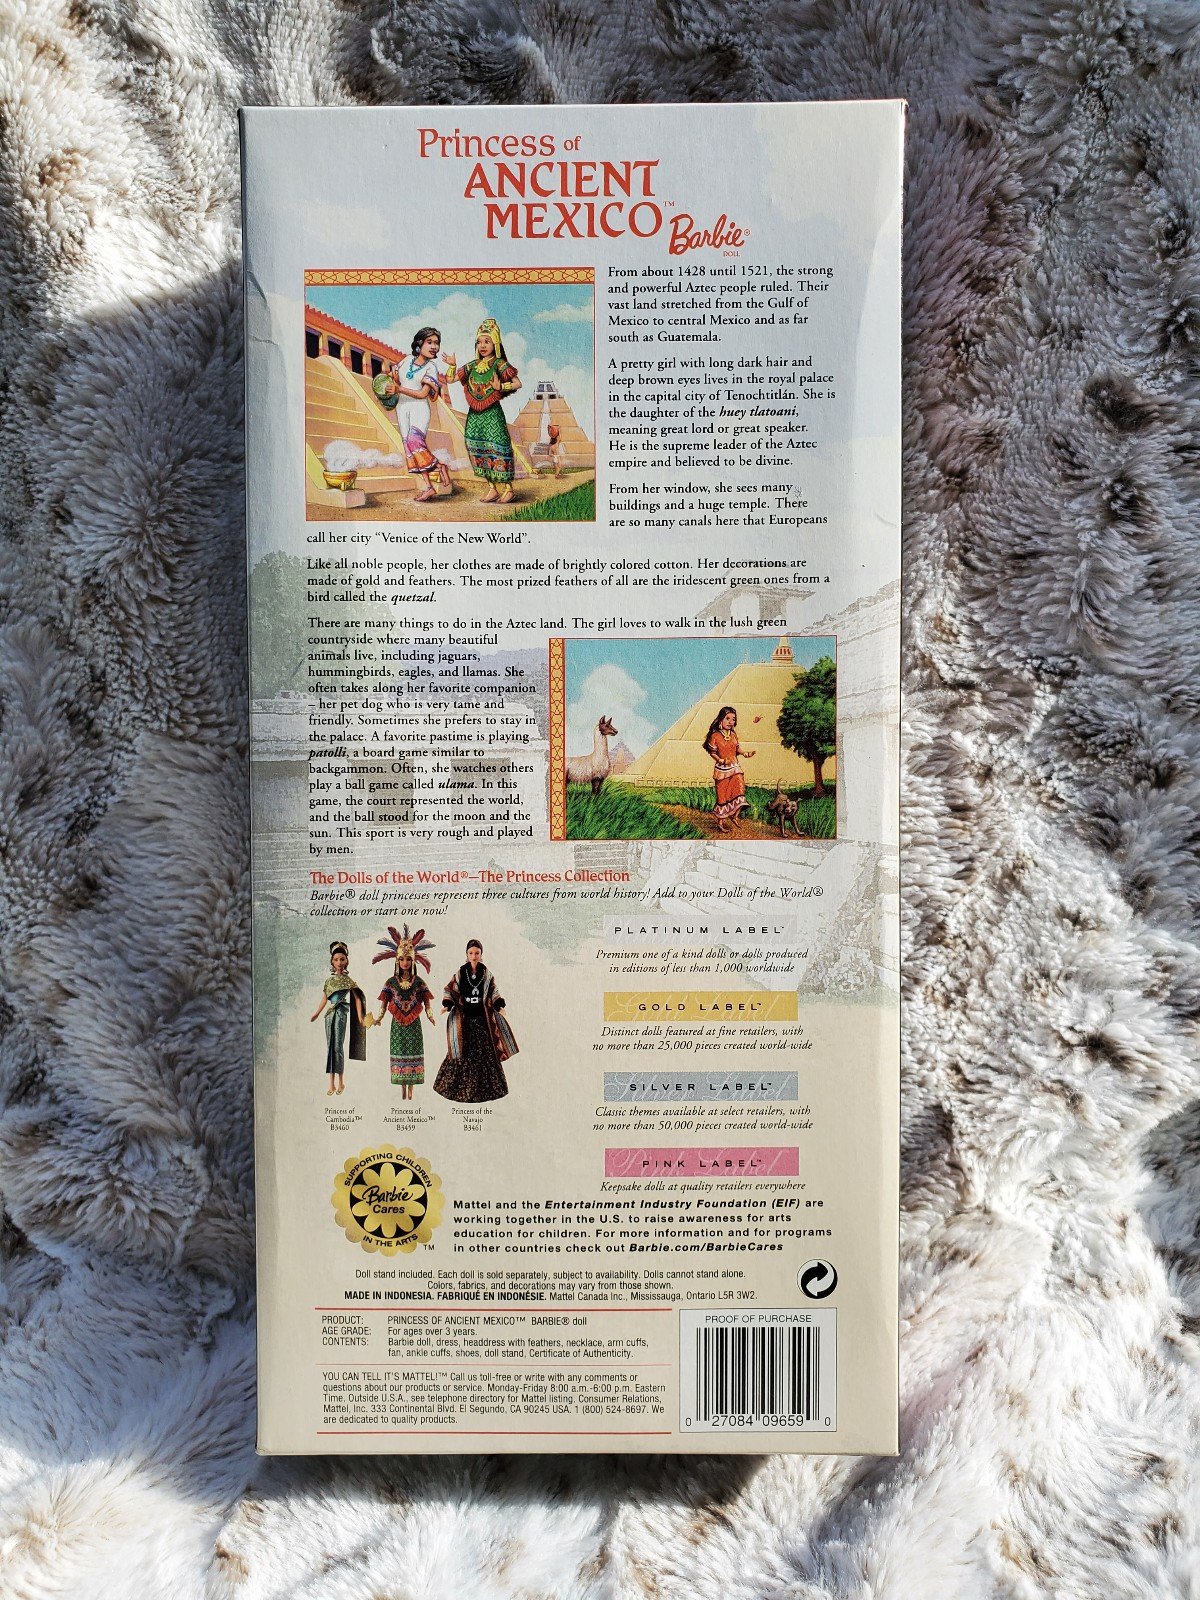 Princess of
ANCIENT
MEXICO™ Barbie®
DOLL
From about 1428 until 1521, the strong
and powerful Aztec people ruled. Their
vast land stretched from the Gulf of
Mexico to central Mexico and as far
south as Guatemala.
A pretty girl with long dark hair and
deep brown eyes lives in the royal palace
in the capital city of Tenochtitlán. She is
the daughter of the huey tlatoani,
meaning great lord or great speaker.
He is the supreme leader of the Aztec
empire and believed to be divine.
From her window, she sees many
buildings and a huge temple. There
are so many canals here that Europeans
call her city “Venice of the New World”.
Like all noble people, her clothes are made of brightly colored cotton. Her decorations are
made of gold and feathers. The most prized feathers of all are the iridescent green ones from a
bird called the quetzal.
There are many things to do in the Aztec land. The girl loves to walk in the lush green
countryside where many beautiful
animals live, including jaguars,
hummingbirds, eagles, and llamas. She
often takes along her favorite companion
– her pet dog who is very tame and
friendly. Sometimes she prefers to stay in
the palace. A favorite pastime is playing
patolli, a board game similar to
backgammon. Often, she watches others
play a ball game called ulama. In this
game, the court represented the world,
and the ball stood for the moon and the
sun. This sport is very rough and played
by men.
The Dolls of the World®—The Princess Collection
Barbie® doll princesses represent three cultures from world history! Add to your Dolls of the World®
collection or start one now!
Princess of
Cambodia™
B3460
Princess of
Ancient Mexico™
B3459
Princess of the
Navajo
B3461
PLATINUM LABEL™
Premium one of a kind dolls or dolls produced
in editions of less than 1,000 worldwide
GOLD LABEL™
Distinct dolls featured at fine retailers, with
no more than 25,000 pieces created world-wide
SILVER LABEL™
Classic themes available at select retailers, with
no more than 50,000 pieces created world-wide
PINK LABEL™
Keepsake dolls at quality retailers everywhere
SUPPORTING CHILDREN
Barbie
Cares
IN THE ARTS
™
Mattel and the Entertainment Industry Foundation (EIF) are
working together in the U.S. to raise awareness for arts
education for children. For more information and for programs
in other countries check out Barbie.com/BarbieCares
Doll stand included. Each doll is sold separately, subject to availability. Dolls cannot stand alone.
Colors, fabrics, and decorations may vary from those shown.
MADE IN INDONESIA. FABRIQUÉ EN INDONÉSIE. Mattel Canada Inc., Mississauga, Ontario L5R 3W2.
PRODUCT: PRINCESS OF ANCIENT MEXICO™ BARBIE® doll
AGE GRADE: For ages over 3 years.
CONTENTS: Barbie doll, dress, headdress with feathers, necklace, arm cuffs,
fan, ankle cuffs, shoes, doll stand, Certificate of Authenticity.
YOU CAN TELL IT'S MATTEL!™ Call us toll-free or write with any comments or
questions about our products or service. Monday-Friday 8:00 a.m.-6:00 p.m. Eastern
Time. Outside U.S.A., see telephone directory for Mattel listing. Consumer Relations,
Mattel, Inc. 333 Continental Blvd. El Segundo, CA 90245 USA. 1 (800) 524-8697. We
are dedicated to quality products.
PROOF OF PURCHASE
0 27084 09659 0